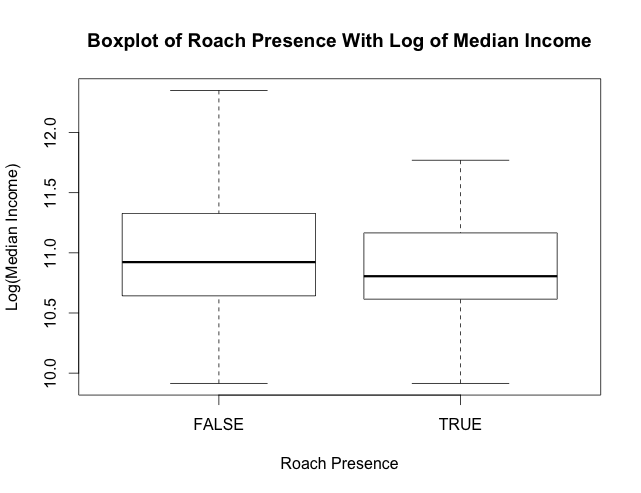 Boxplot of Roach Presence With Log of Median Income
Log(Median Income)
12.0
11.5
11.0
10.5
10.0
FALSE TRUE
Roach Presence